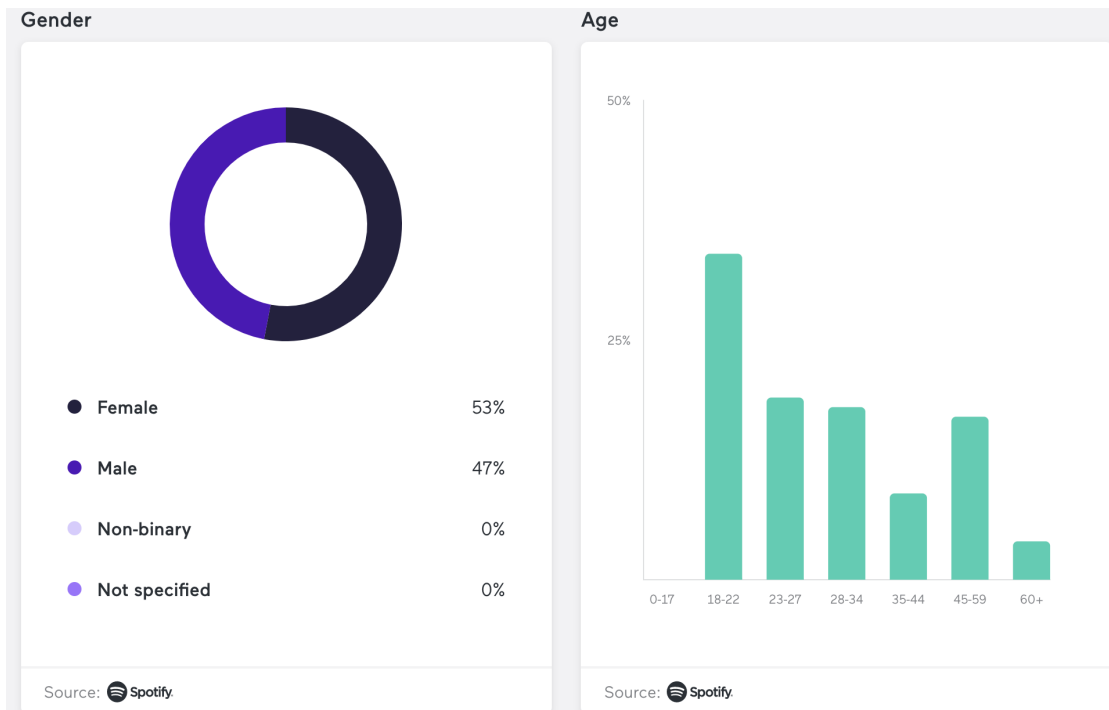 Gender
Female 53%
Male 47%
Non-binary 0%
Not specified 0%
Source: Spotify
Age
50%
25%
0-17 18-22 23-27 28-34 35-44 45-59 60+
Source: Spotify